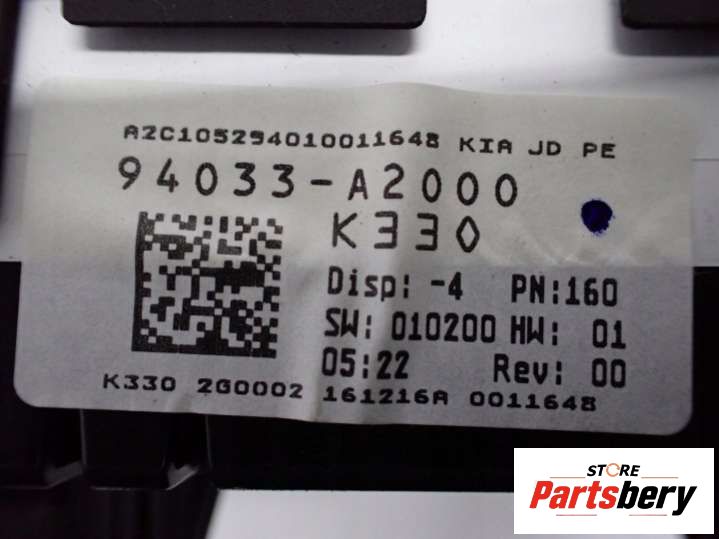 A2C105294010011648 KIA JD PE
94033-A2000
K330
Disp: -4 PN:160
SW: 010200 HW: 01
05:22 Rev: 00
K330 2G0002 161216A 0011648
STORE
Partsbery